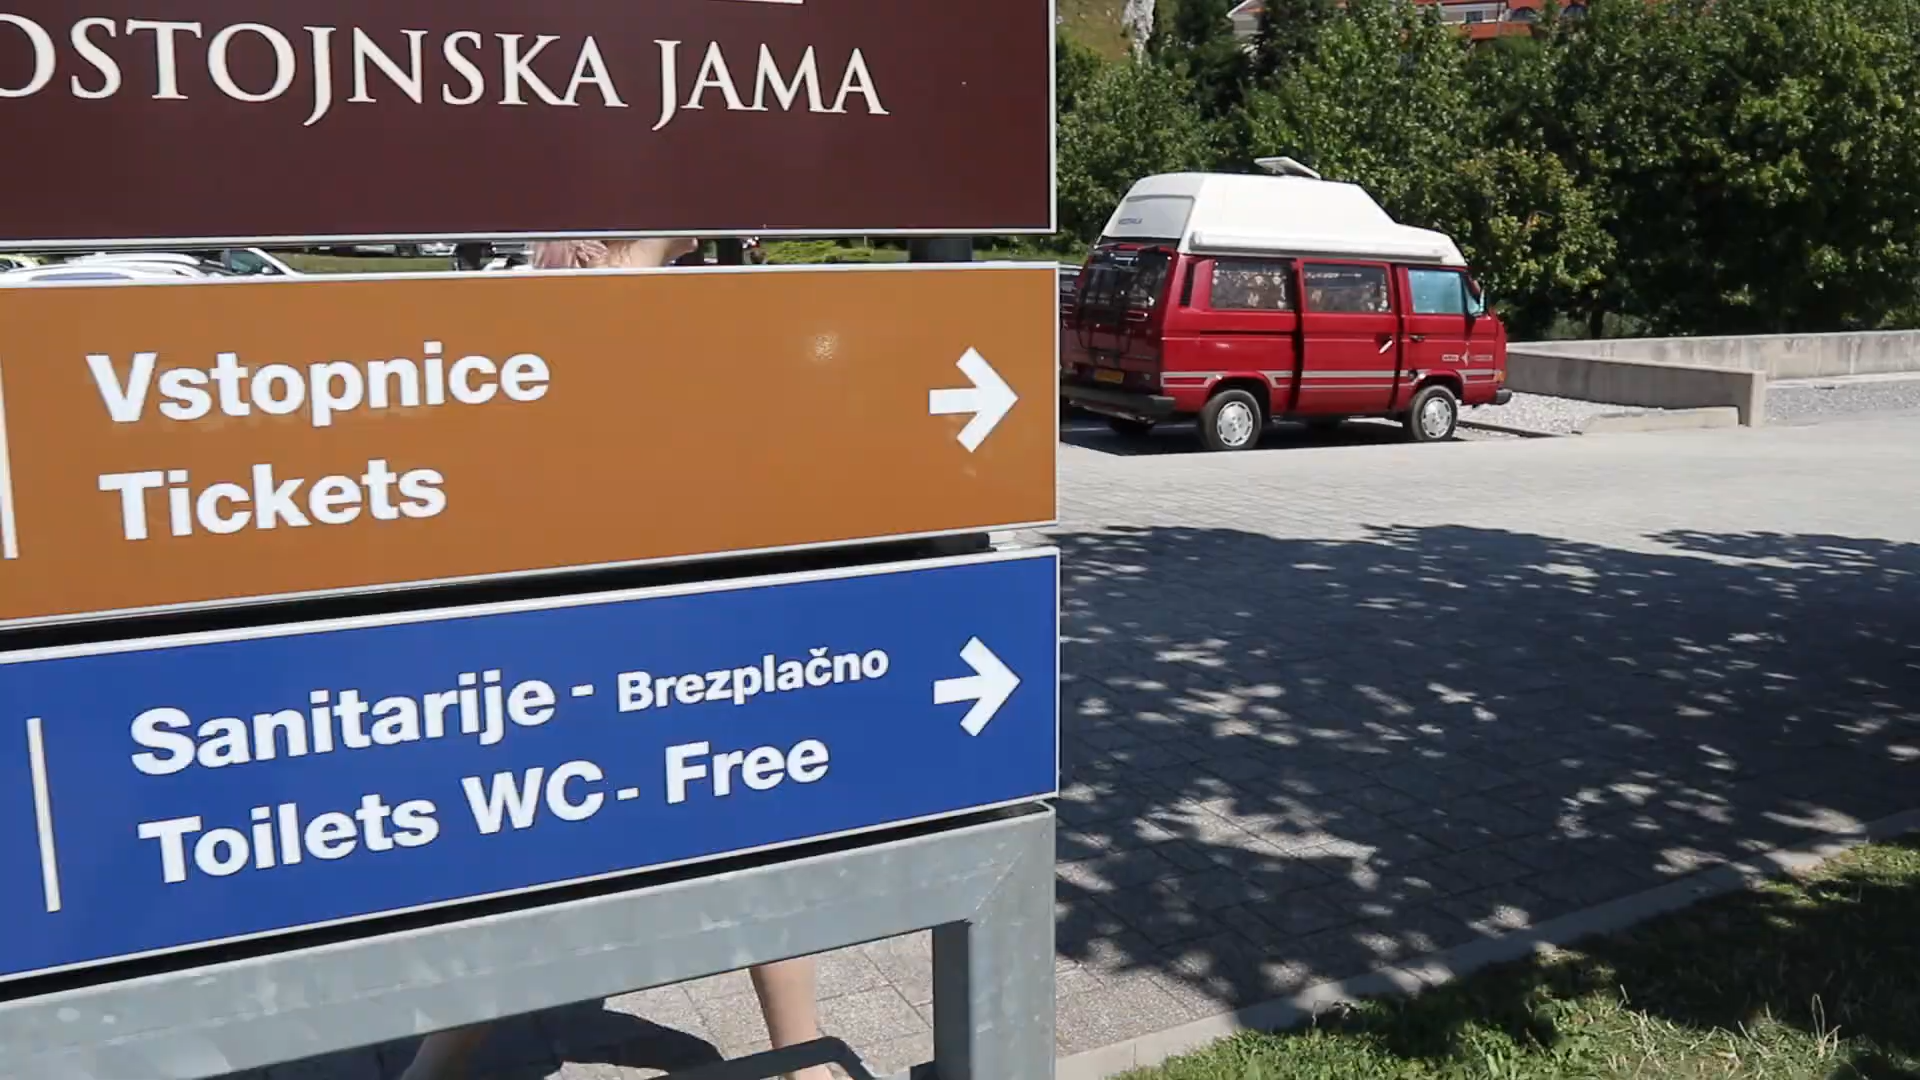 OSTOJNSKA JAMA
Vstopnice
Tickets
Sanitarije - Brezplačno
Toilets WC - Free